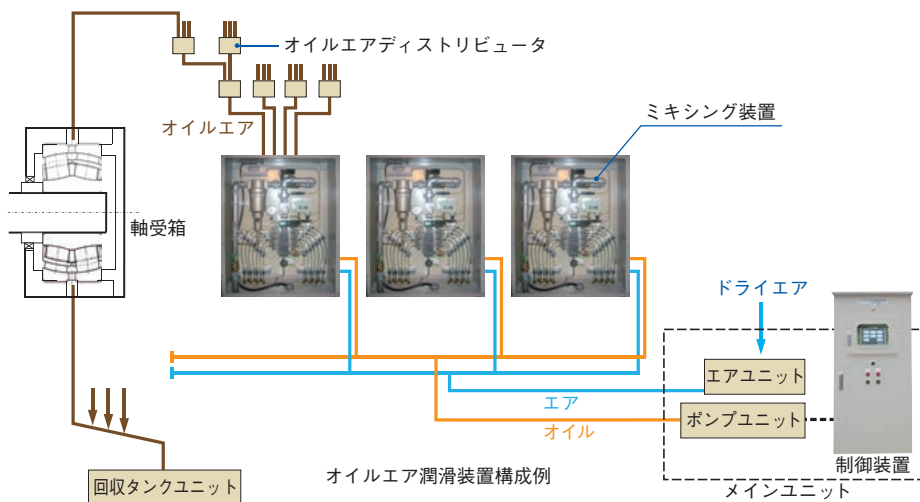 オイルエアディストリビュータ
オイルエア
ミキシング装置
軸受箱
ドライエア
エアユニット
エア
ポンプユニット
オイル
制御装置
回収タンクユニット
オイルエア潤滑装置構成例
メインユニット